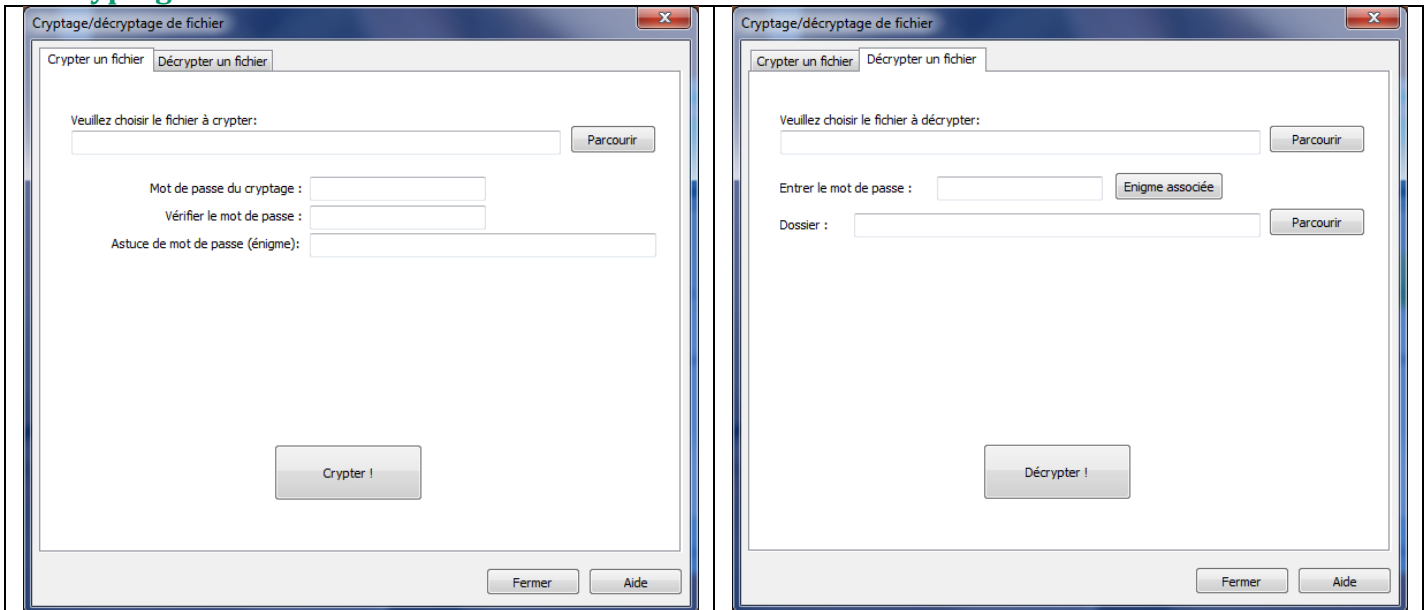 Cryptage/décryptage de fichier
Crypter un fichier Décrypter un fichier
Veuillez choisir le fichier à crypter:
Parcourir
Mot de passe du cryptage :
Vérifier le mot de passe :
Astuce de mot de passe (énigme):
Crypter !
Fermer Aide
Cryptage/décryptage de fichier
Crypter un fichier Décrypter un fichier
Veuillez choisir le fichier à décrypter:
Parcourir
Entrer le mot de passe : Enigme associée
Dossier : Parcourir
Décrypter !
Fermer Aide